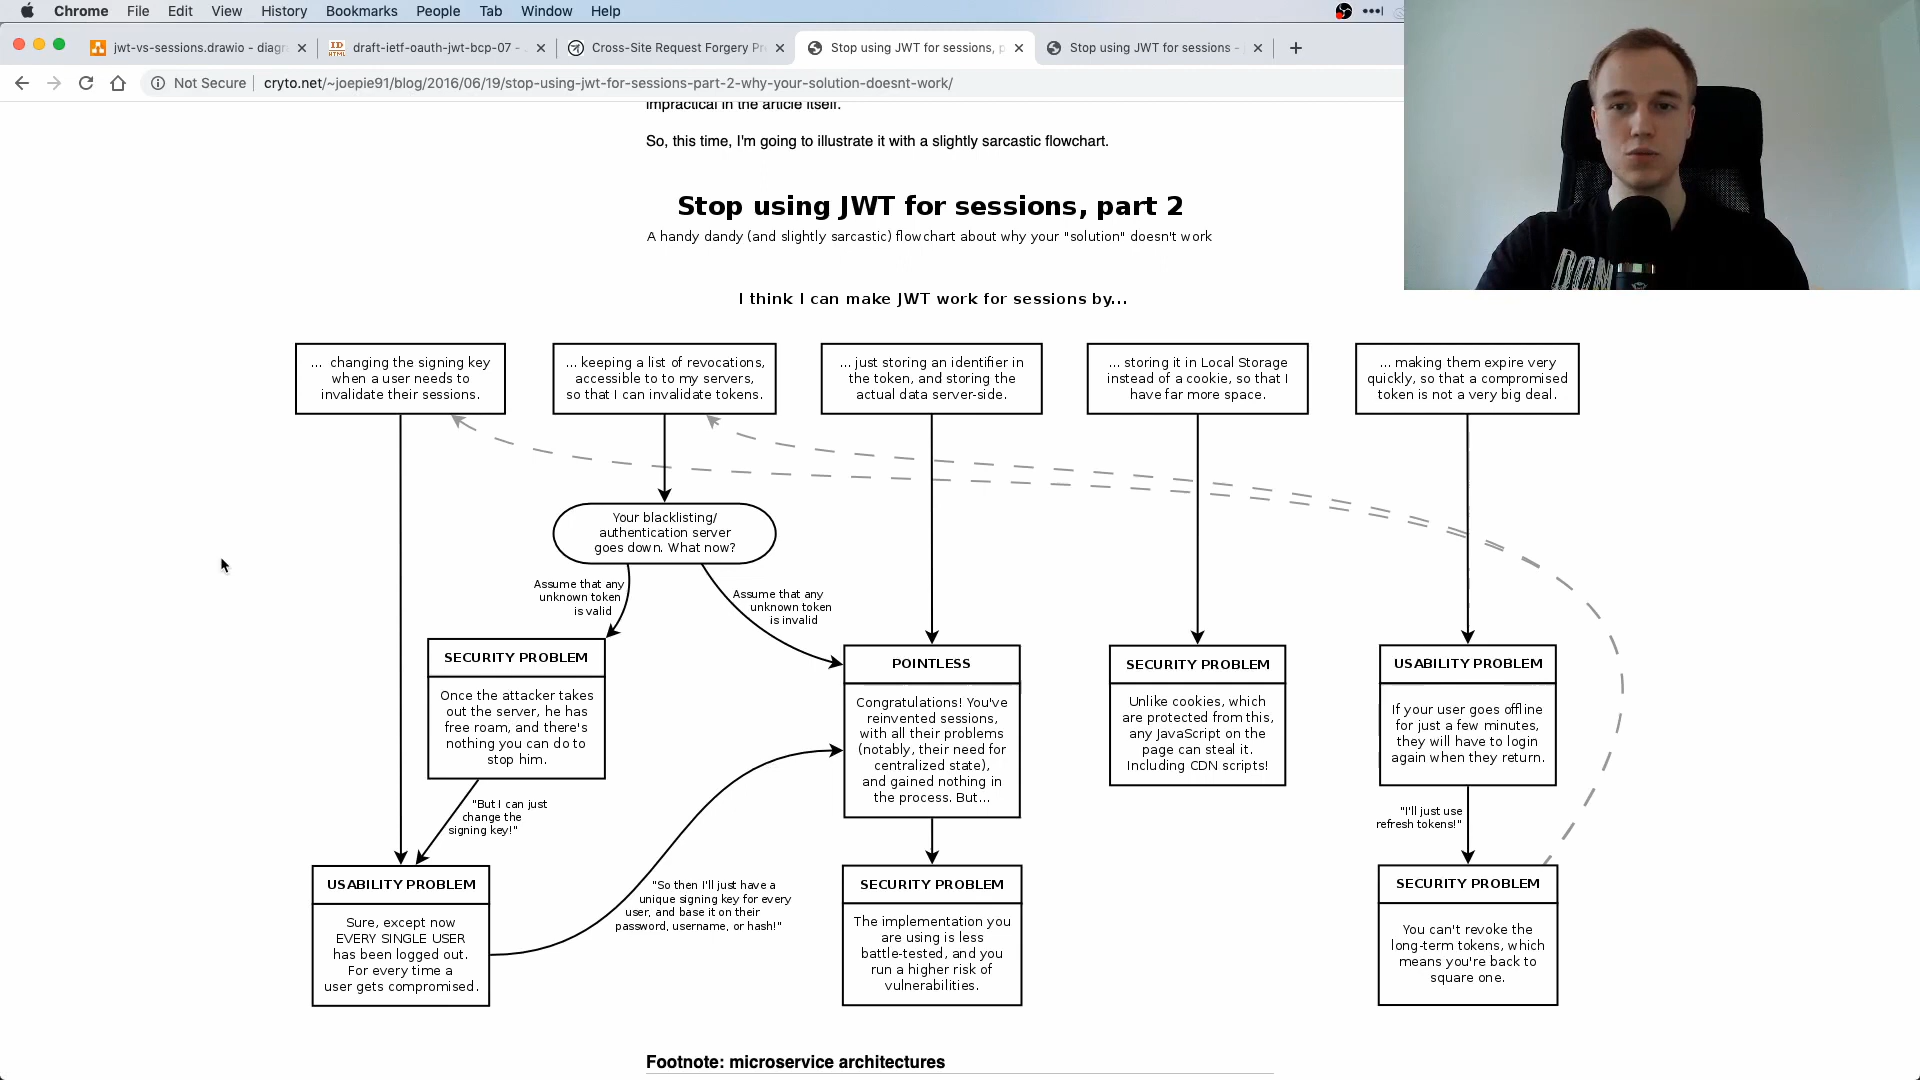 Chrome File Edit View History Bookmarks People Tab Window Help
jwt-vs-sessions.drawio - diagr
draft-ietf-oauth-jwt-bcp-07 -
Cross-Site Request Forgery Pr
Stop using JWT for sessions, p
Stop using JWT for sessions -
Not Secure cryto.net/~joepie91/blog/2016/06/19/stop-using-jwt-for-sessions-part-2-why-your-solution-doesnt-work/
impractical in the article itself.
So, this time, I'm going to illustrate it with a slightly sarcastic flowchart.
Stop using JWT for sessions, part 2
A handy dandy (and slightly sarcastic) flowchart about why your "solution" doesn't work
I think I can make JWT work for sessions by...
... changing the signing key
when a user needs to
invalidate their sessions.
... keeping a list of revocations,
accessible to to my servers,
so that I can invalidate tokens.
... just storing an identifier in
the token, and storing the
actual data server-side.
... storing it in Local Storage
instead of a cookie, so that I
have far more space.
... making them expire very
quickly, so that a compromised
token is not a very big deal.
Your blacklisting/
authentication server
goes down. What now?
Assume that any
unknown token
is valid
Assume that any
unknown token
is invalid
SECURITY PROBLEM
Once the attacker takes
out the server, he has
free roam, and there's
nothing you can do to
stop him.
POINTLESS
Congratulations! You've
reinvented sessions,
with all their problems
(notably, their need for
centralized state),
and gained nothing in
the process. But...
SECURITY PROBLEM
Unlike cookies, which
are protected from this,
any JavaScript on the
page can steal it.
Including CDN scripts!
USABILITY PROBLEM
If your user goes offline
for just a few minutes,
they will have to login
again when they return.
"But I can just
change the
signing key!"
"I'll just use
refresh tokens!"
USABILITY PROBLEM
Sure, except now
EVERY SINGLE USER
has been logged out.
For every time a
user gets compromised.
"So then I'll just have a
unique signing key for every
user, and base it on their
password, username, or hash!"
SECURITY PROBLEM
The implementation you
are using is less
battle-tested, and you
run a higher risk of
vulnerabilities.
SECURITY PROBLEM
You can't revoke the
long-term tokens, which
means you're back to
square one.
Footnote: microservice architectures